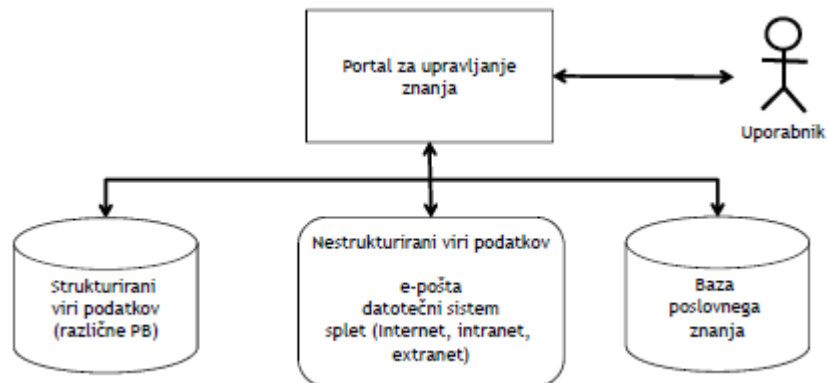 Portal za upravljanje
znanja
Uporabnik
Strukturirani
viri podatkov
(različne PB)
Nestrukturirani viri podatkov
e-pošta
datotečni sistem
splet (Internet, intranet,
extranet)
Baza
poslovnega
znanja